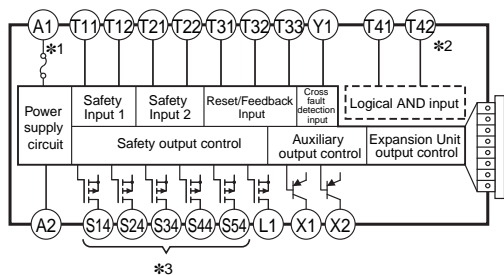 A1 T11 T12 T21 T22 T31 T32 T33 Y1 T41 T42
*1 *2
Power supply circuit
Safety Input 1
Safety Input 2
Reset/Feedback Input
Cross fault detection input
Logical AND input
Safety output control
Auxiliary output control
Expansion Unit output control
A2 S14 S24 S34 S44 S54 L1 X1 X2
*3